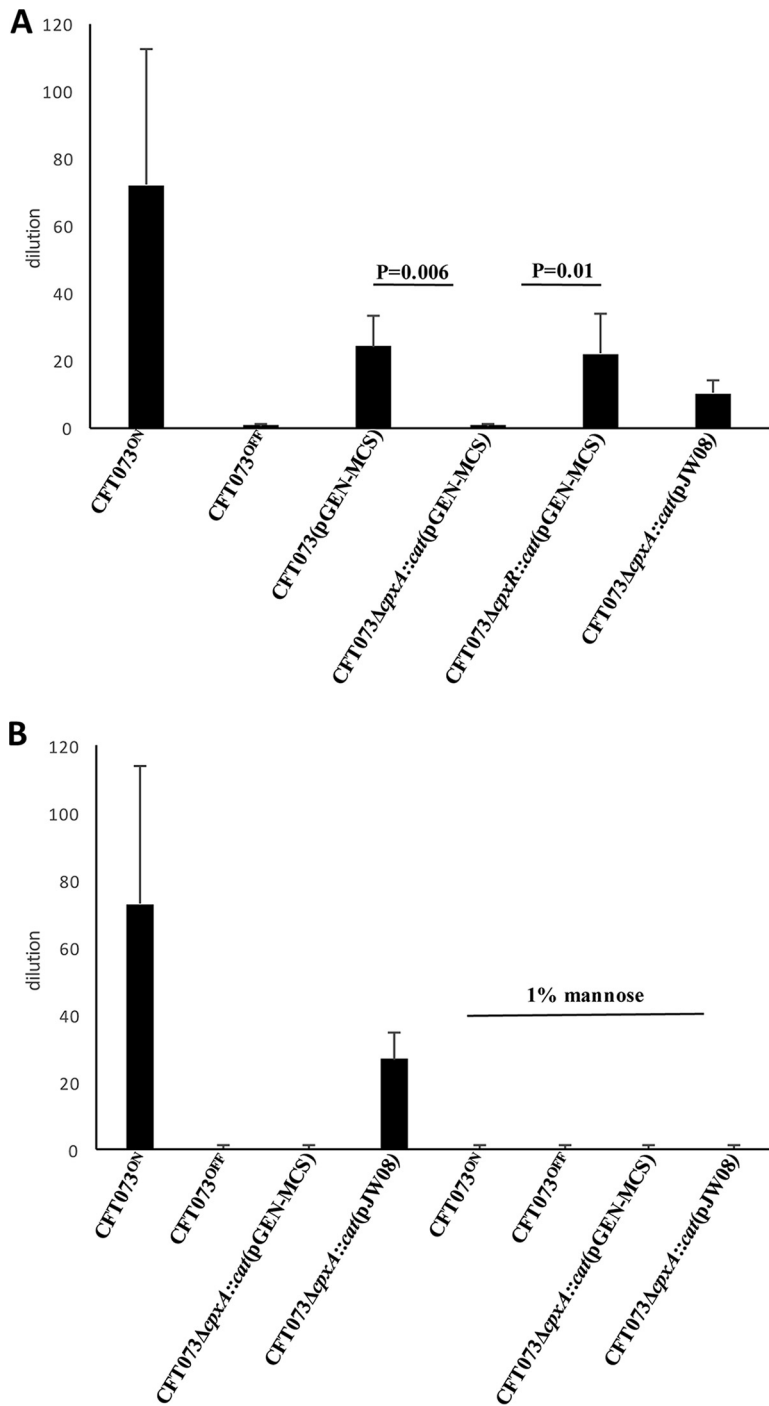 A
120
100
80
60
40
20
0
dilution
P=0.006
P=0.01
CFT073ON
CFT073OFF
CFT073(pGEN-MCS)
CFT073ΔcpxA::cat(pGEN-MCS)
CFT073ΔcpxR::cat(pGEN-MCS)
CFT073ΔcpxA::cat(pJW08)
B
120
100
80
60
40
20
0
dilution
1% mannose
CFT073ON
CFT073OFF
CFT073ΔcpxA::cat(pGEN-MCS)
CFT073ΔcpxA::cat(pJW08)
CFT073ON
CFT073OFF
CFT073ΔcpxA::cat(pGEN-MCS)
CFT073ΔcpxA::cat(pJW08)